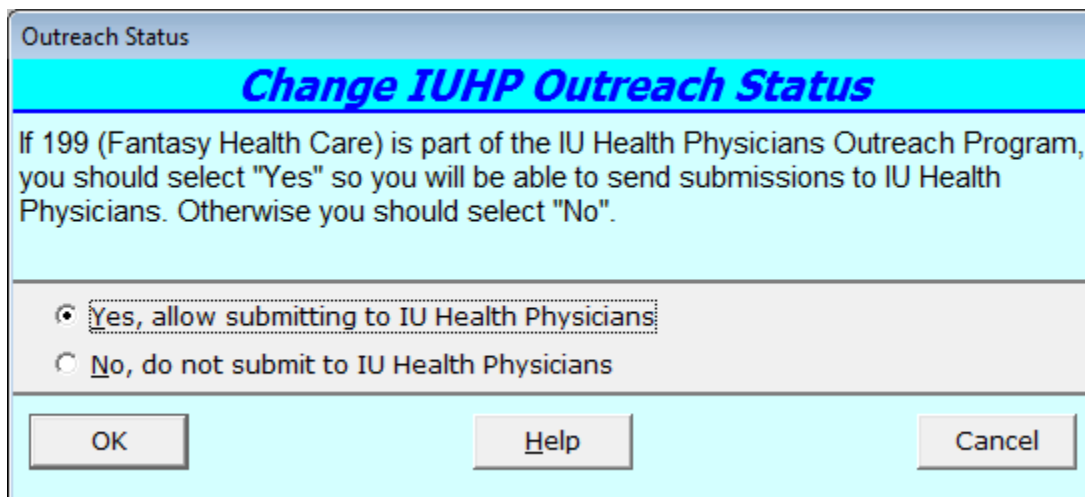 Outreach Status
Change IUHP Outreach Status
If 199 (Fantasy Health Care) is part of the IU Health Physicians Outreach Program,
you should select "Yes" so you will be able to send submissions to IU Health
Physicians. Otherwise you should select "No".
Yes, allow submitting to IU Health Physicians
No, do not submit to IU Health Physicians
OK Help Cancel